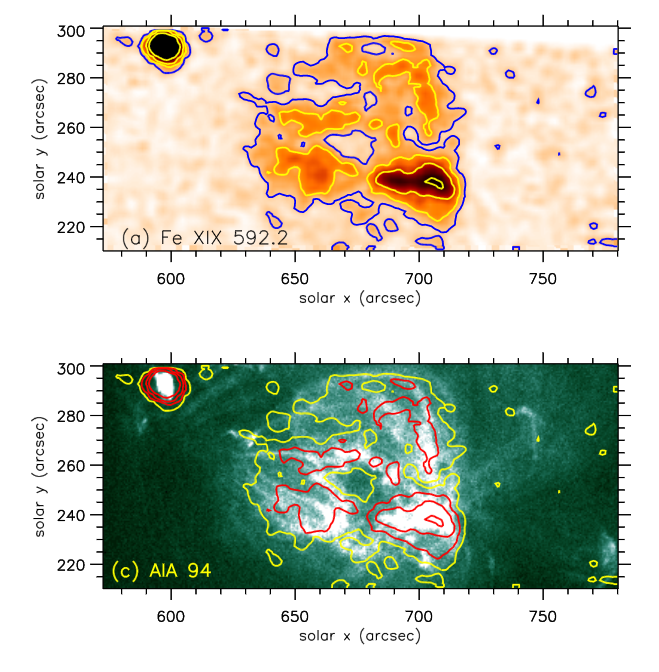 300
280
260
240
220
solar y (arcsec)
(a) Fe XIX 592.2
600 650 700 750
solar x (arcsec)
300
280
260
240
220
solar y (arcsec)
(c) AIA 94
600 650 700 750
solar x (arcsec)